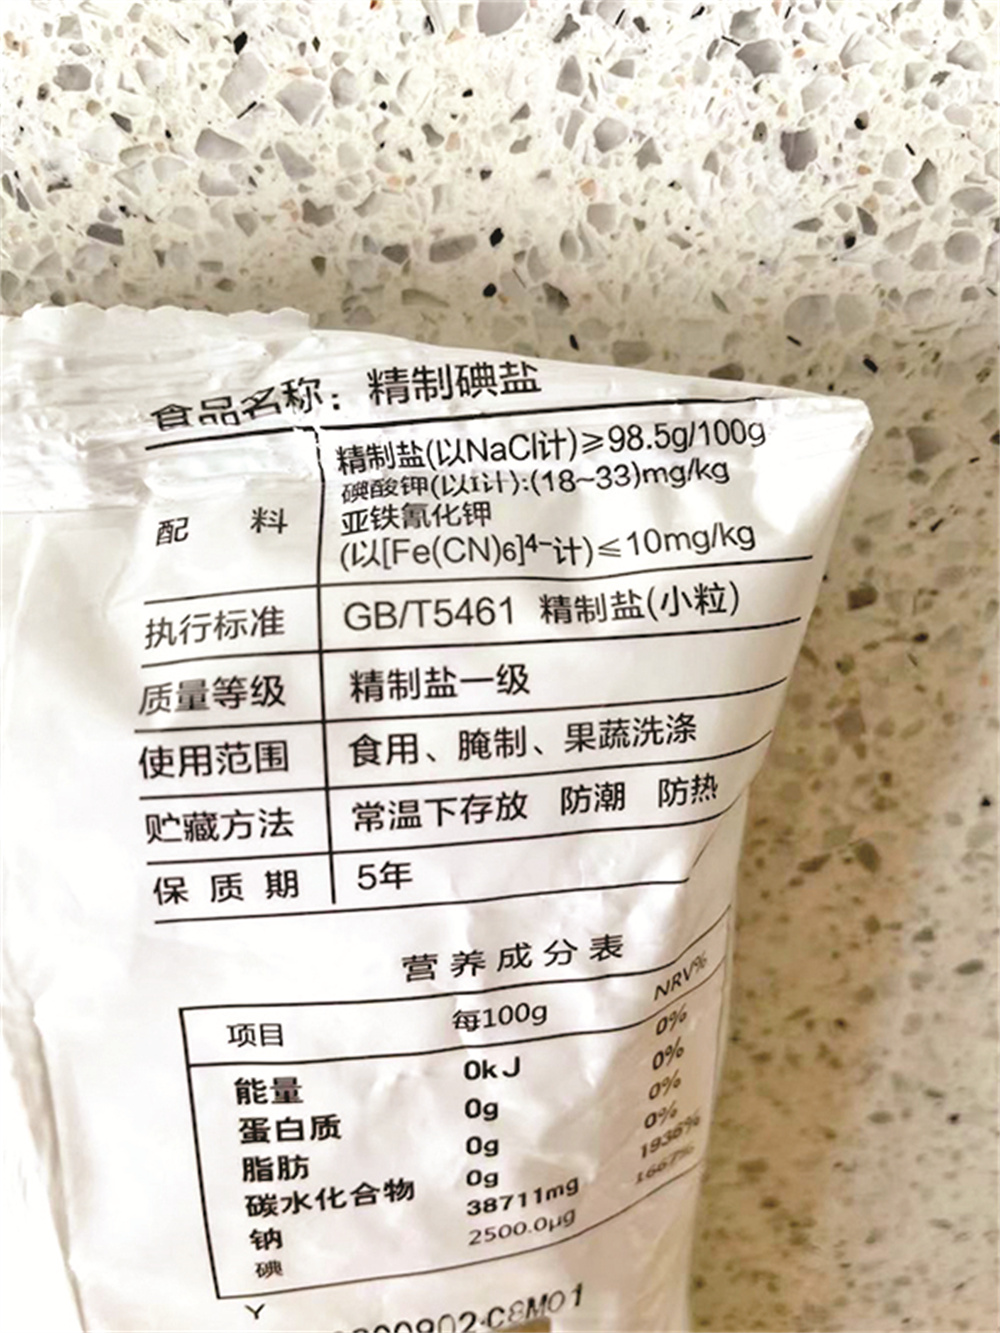 食品名称：精制碘盐
配 料
精制盐(以NaCl计)≥98.5g/100g
碘酸钾(以I计):(18~33)mg/kg
亚铁氰化钾
(以[Fe(CN)6]4-计)≤10mg/kg
执行标准 GB/T5461 精制盐(小粒)
质量等级 精制盐一级
使用范围 食用、腌制、果蔬洗涤
贮藏方法 常温下存放 防潮 防热
保质期 5年
营养成分表
项目 每100g NRV%
能量 0kJ 0%
蛋白质 0g 0%
脂肪 0g 0%
碳水化合物 0g 0%
钠 38711mg 1936%
碘 2500.0μg 1667%
Y
00902-C8M01